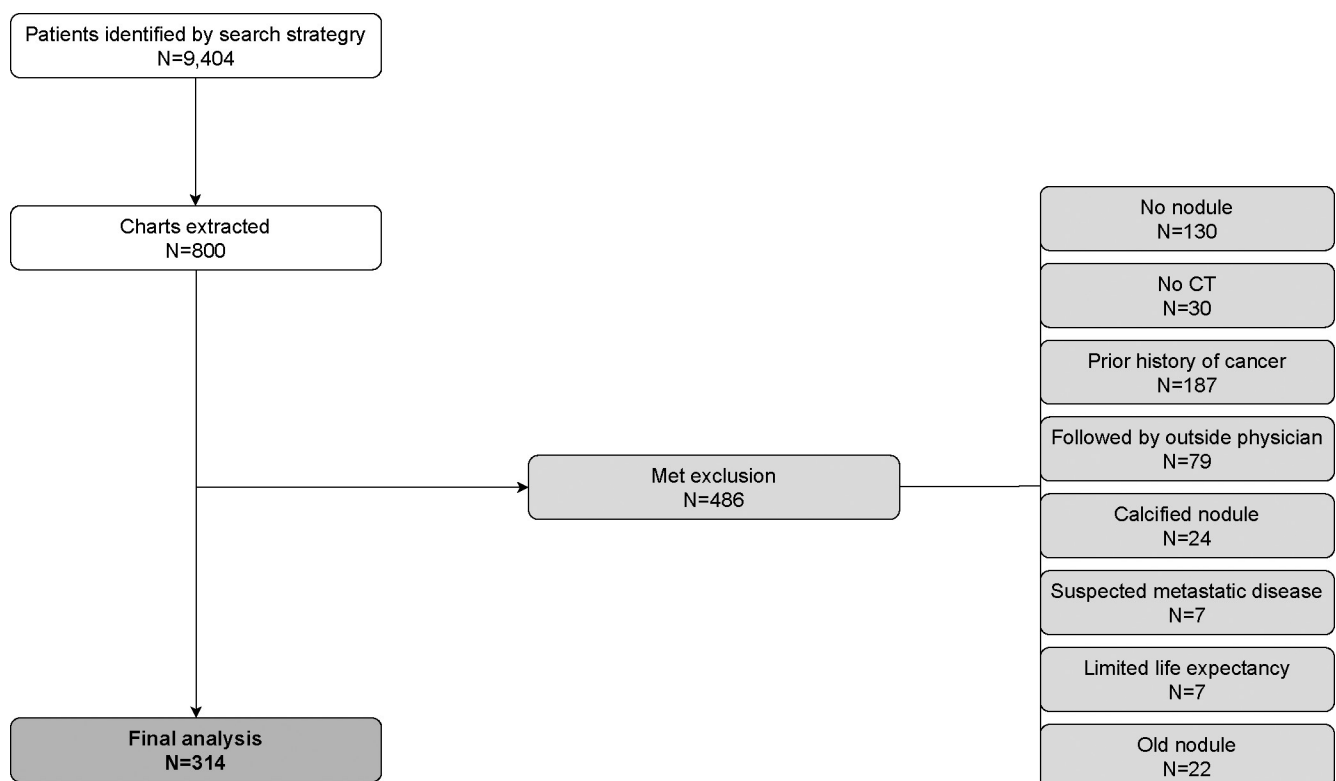 Patients identified by search strategry
N=9,404
Charts extracted
N=800
No nodule
N=130
No CT
N=30
Prior history of cancer
N=187
Followed by outside physician
N=79
Met exclusion
N=486
Calcified nodule
N=24
Suspected metastatic disease
N=7
Limited life expectancy
N=7
Final analysis
N=314
Old nodule
N=22